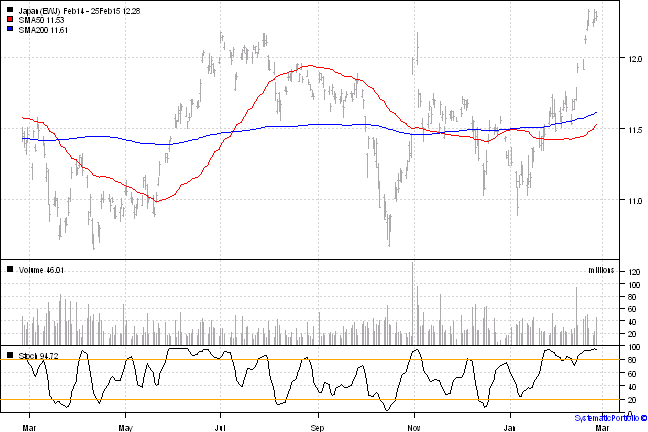 Japan (EWJ) Feb14 - 25Feb15 12.28
SMA50 11.53
SMA200 11.61
12.0
11.5
11.0
Volume 46.01
millions
120
100
80
60
40
20
Stoch 94.72
100
80
60
40
20
0
SystematicPortfolio ©
Mar May Jul Sep Nov Jan Mar